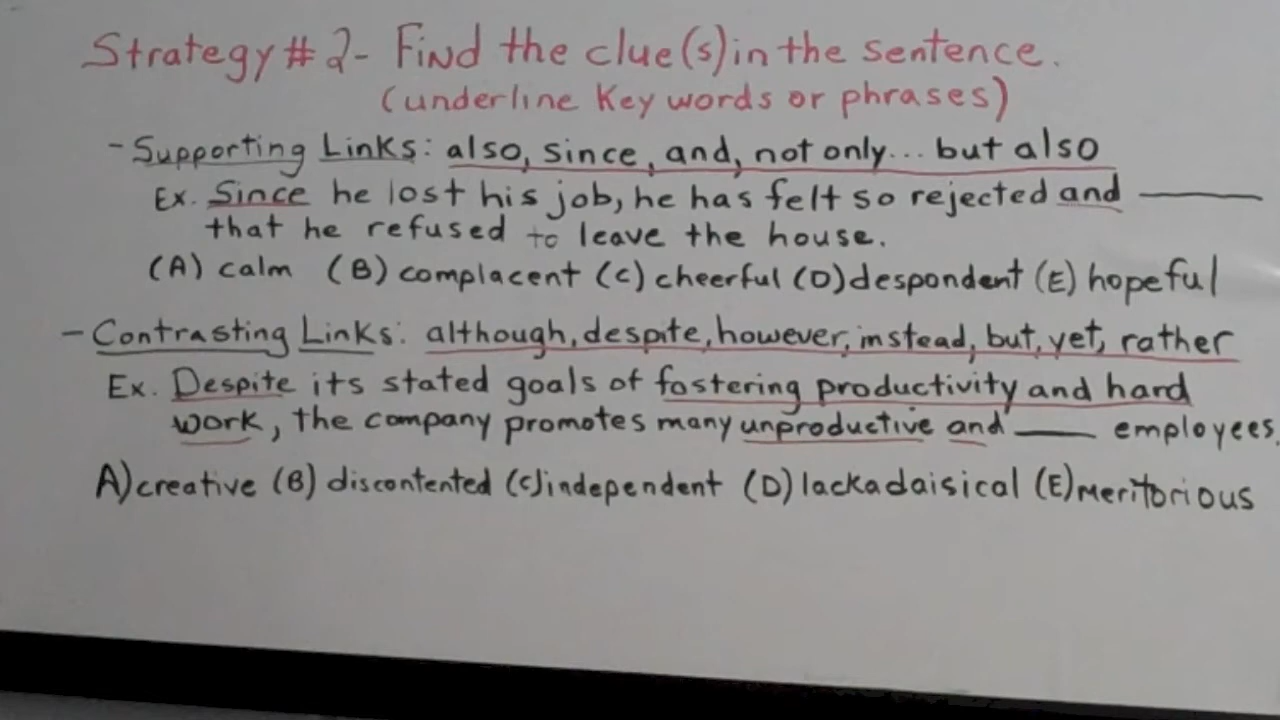 Strategy #2- Find the clue(s) in the sentence.
(underline key words or phrases)
- Supporting Links: also, since, and, not only... but also
Ex. Since he lost his job, he has felt so rejected and ______
that he refused to leave the house.
(A) calm (B) complacent (C) cheerful (D) despondent (E) hopeful
- Contrasting Links: although, despite, however, instead, but, yet, rather
Ex. Despite its stated goals of fostering productivity and hard
work, the company promotes many unproductive and ____ employees.
A) creative (B) discontented (C) independent (D) lackadaisical (E) meritorious